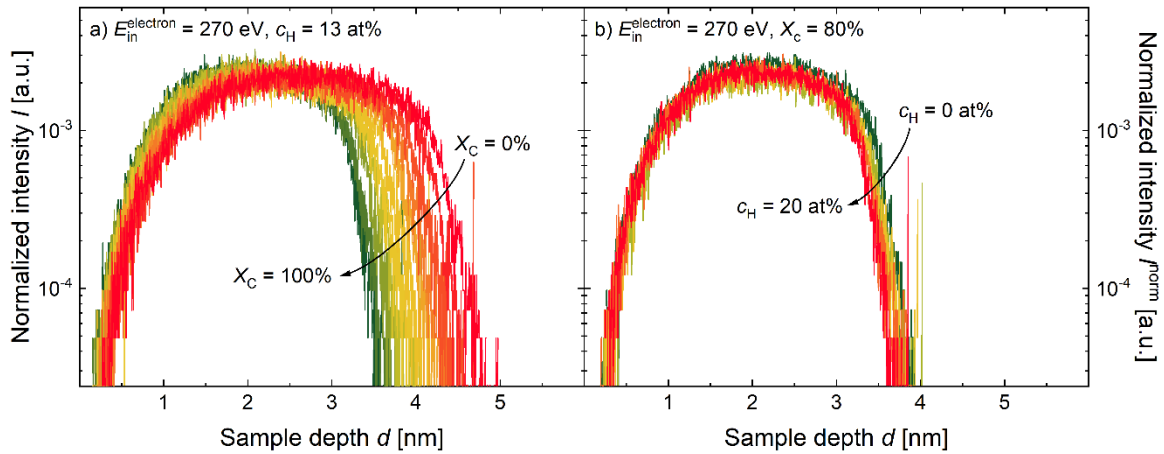 a) E_in^electron = 270 eV, c_H = 13 at%
b) E_in^electron = 270 eV, X_c = 80%
Normalized intensity I [a.u.]
10⁻³
10⁻⁴
X_C = 0%
X_C = 100%
c_H = 0 at%
c_H = 20 at%
10⁻³
10⁻⁴
Normalized intensity I^norm [a.u.]
1 2 3 4 5
1 2 3 4 5
Sample depth d [nm]
Sample depth d [nm]